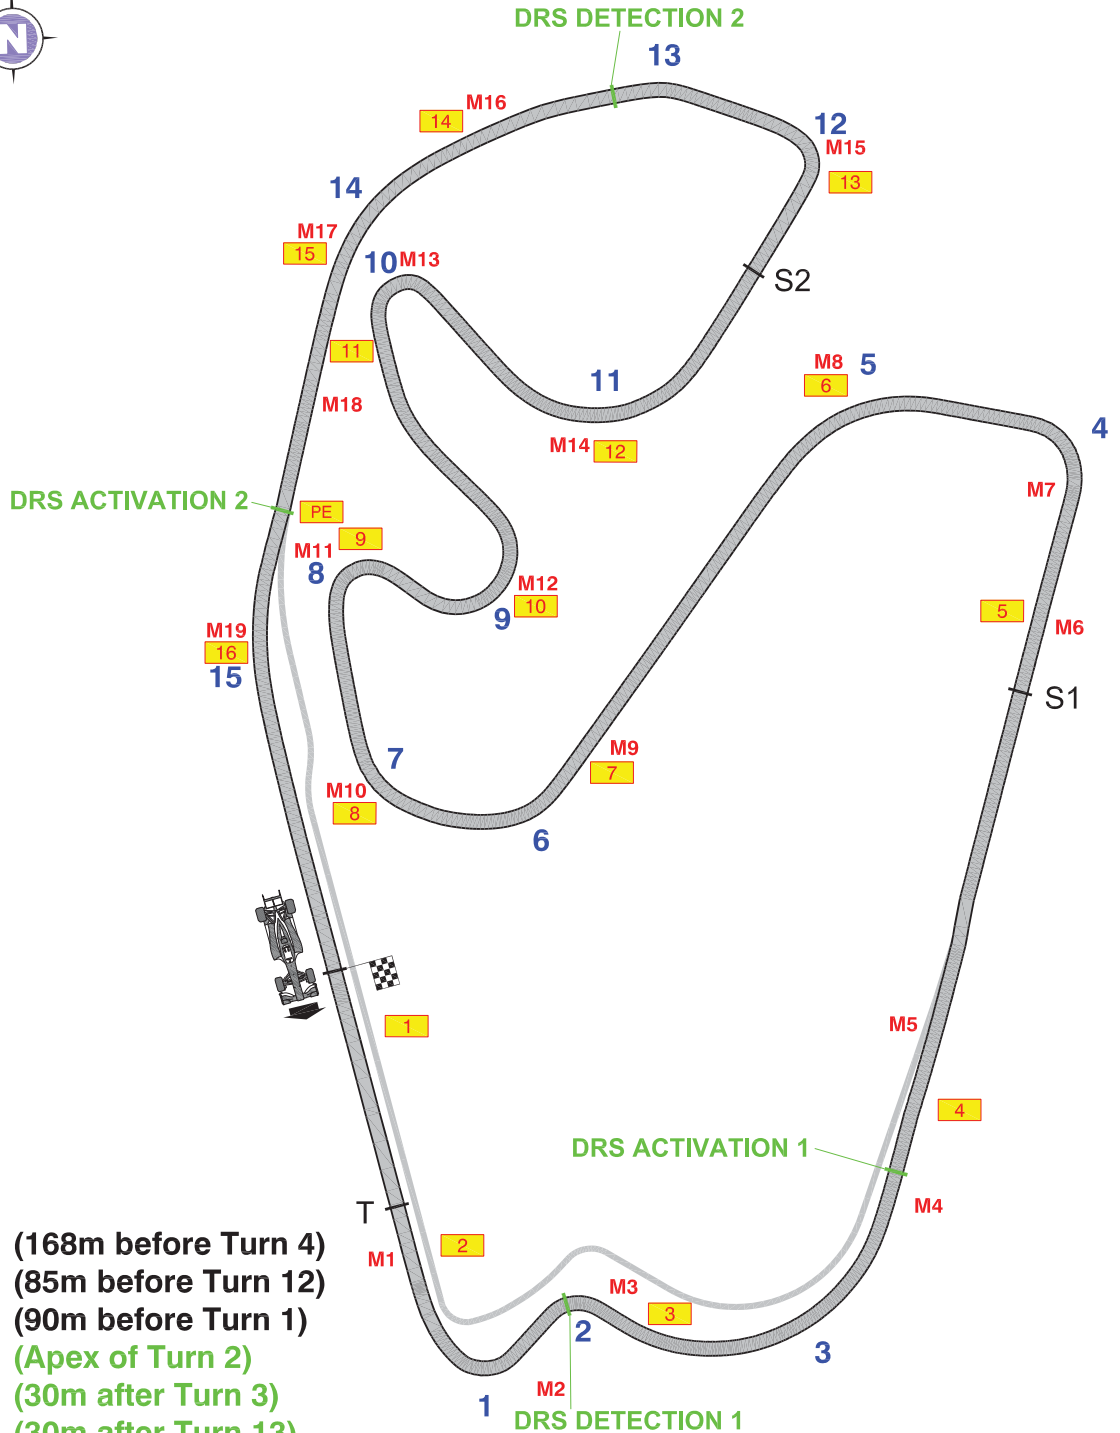 N
DRS DETECTION 2
13
M16
14
12
M15
13
14
M17
15
10 M13
S2
11
M18
11
M14 12
M8
6
5
4
M7
DRS ACTIVATION 2
PE
9
M11
8
M12
10
9
5
M6
M19
16
15
S1
7
M10
8
M9
7
6
1
M5
4
DRS ACTIVATION 1
M4
T
2
M1
M3
3
2
3
1
M2
DRS DETECTION 1
(168m before Turn 4)
(85m before Turn 12)
(90m before Turn 1)
(Apex of Turn 2)
(30m after Turn 3)
(30m after Turn 13)